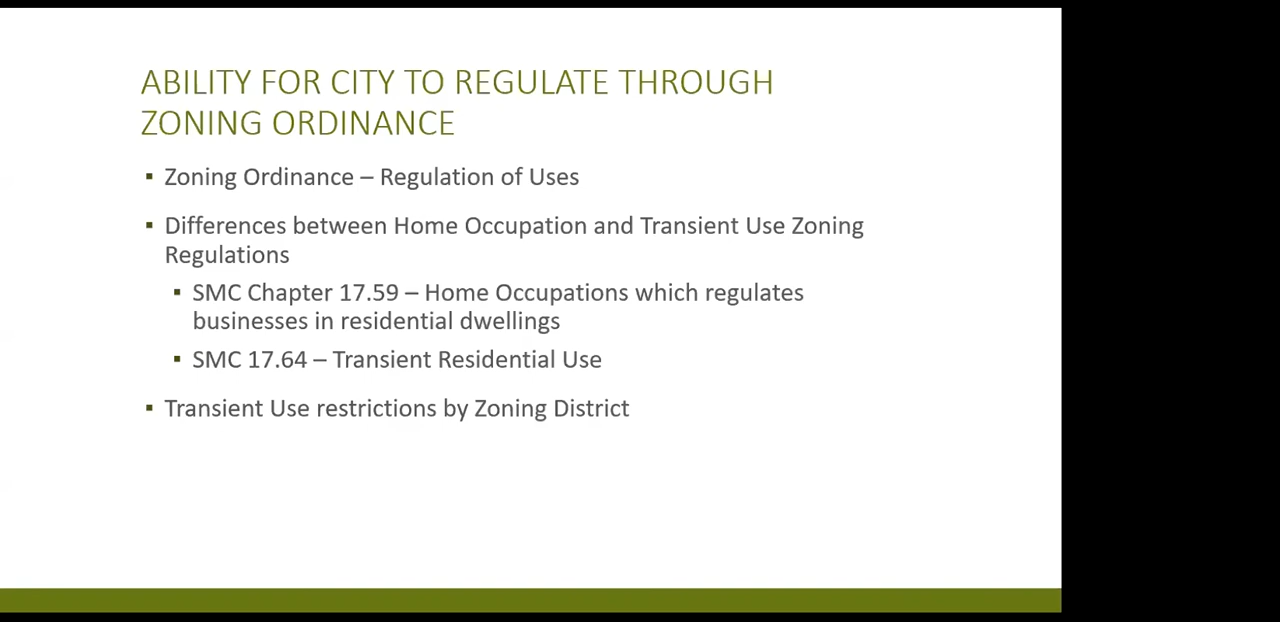 ABILITY FOR CITY TO REGULATE THROUGH
ZONING ORDINANCE
▪ Zoning Ordinance – Regulation of Uses
▪ Differences between Home Occupation and Transient Use Zoning
Regulations
▪ SMC Chapter 17.59 – Home Occupations which regulates
businesses in residential dwellings
▪ SMC 17.64 – Transient Residential Use
▪ Transient Use restrictions by Zoning District